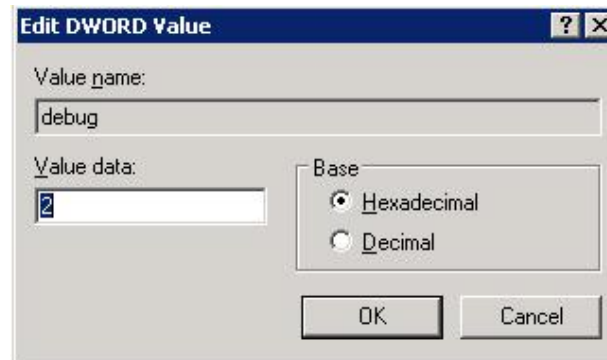 Edit DWORD Value
Value name:
debug
Value data:
2
Base
Hexadecimal
Decimal
OK
Cancel